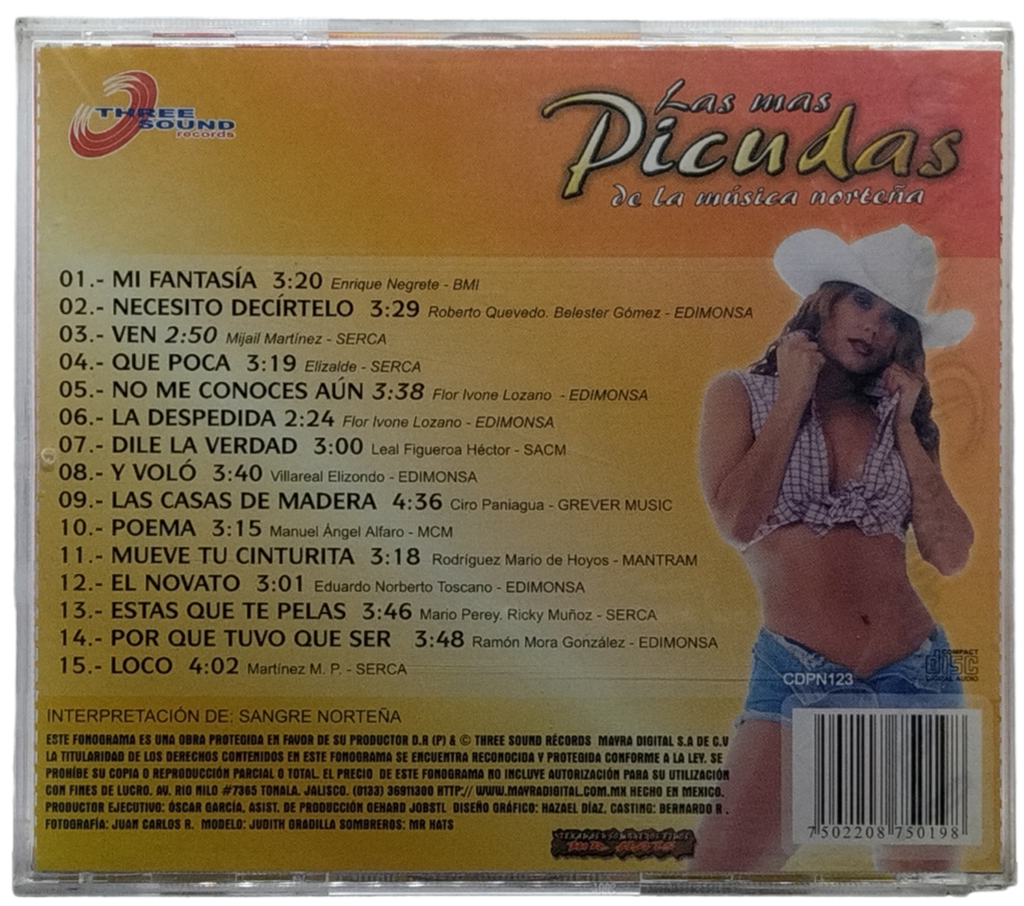 THREE
SOUND
records
Las mas
Picudas
de la música norteña
01.- MI FANTASÍA 3:20 Enrique Negrete - BMI
02.- NECESITO DECÍRTELO 3:29 Roberto Quevedo. Belester Gómez - EDIMONSA
03.- VEN 2:50 Mijail Martínez - SERCA
04.- QUE POCA 3:19 Elizalde - SERCA
05.- NO ME CONOCES AÚN 3:38 Flor Ivone Lozano - EDIMONSA
06.- LA DESPEDIDA 2:24 Flor Ivone Lozano - EDIMONSA
07.- DILE LA VERDAD 3:00 Leal Figueroa Héctor - SACM
08.- Y VOLÓ 3:40 Villareal Elizondo - EDIMONSA
09.- LAS CASAS DE MADERA 4:36 Ciro Paniagua - GREVER MUSIC
10.- POEMA 3:15 Manuel Ángel Alfaro - MCM
11.- MUEVE TU CINTURITA 3:18 Rodríguez Mario de Hoyos - MANTRAM
12.- EL NOVATO 3:01 Eduardo Norberto Toscano - EDIMONSA
13.- ESTAS QUE TE PELAS 3:46 Mario Perey. Ricky Muñoz - SERCA
14.- POR QUE TUVO QUE SER 3:48 Ramón Mora González - EDIMONSA
15.- LOCO 4:02 Martínez M. P. - SERCA
COMPACT
disc
DIGITAL AUDIO
CDPN123
INTERPRETACIÓN DE: SANGRE NORTEÑA
ESTE FONOGRAMA ES UNA OBRA PROTEGIDA EN FAVOR DE SU PRODUCTOR D.R (P) & © THREE SOUND RÉCORDS MAYRA DIGITAL S.A DE C.V
LA TITULARIDAD DE LOS DERECHOS CONTENIDOS EN ESTE FONOGRAMA SE ENCUENTRA RECONOCIDA Y PROTEGIDA CONFORME A LA LEY. SE
PROHÍBE SU COPIA O REPRODUCCIÓN PARCIAL O TOTAL. EL PRECIO DE ESTE FONOGRAMA NO INCLUYE AUTORIZACIÓN PARA SU UTILIZACIÓN
CON FINES DE LUCRO. AV. RIO NILO #7365 TONALA. JALISCO. (0133) 36911300 HTTP:// WWW.MAYRADIGITAL.COM.MX HECHO EN MEXICO.
PRODUCTOR EJECUTIVO: ÓSCAR GARCÍA. ASIST. DE PRODUCCIÓN GEHARD JOBSTL DISEÑO GRÁFICO: HAZAEL DÍAZ. CASTING: BERNARDO R.
FOTOGRAFÍA: JUAN CARLOS R. MODELO: JUDITH GRADILLA SOMBREROS: MR HATS
MR. HATS
7 502208 750198